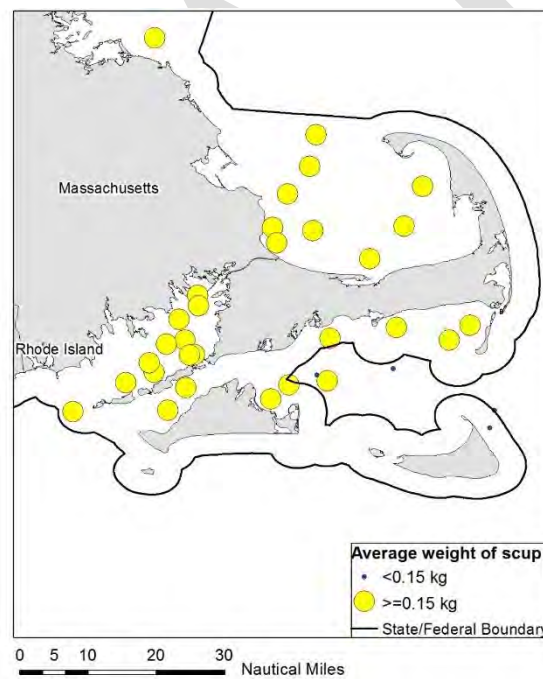 Massachusetts
Rhode Island
Average weight of scup
<0.15 kg
>=0.15 kg
State/Federal Boundary
0 3 5 10 20 30
Nautical Miles